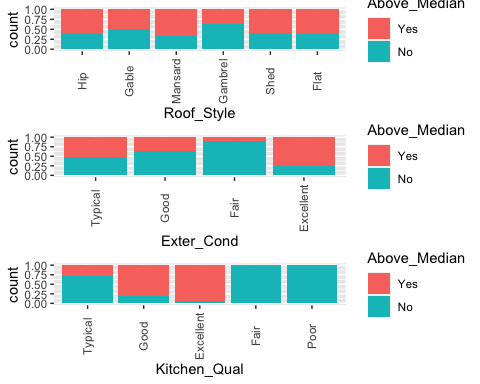 count
1.00
0.75
0.50
0.25
0.00
Hip
Gable
Mansard
Gambrel
Shed
Flat
Roof_Style
Above_Median
Yes
No
count
1.00
0.75
0.50
0.25
0.00
Typical
Good
Fair
Excellent
Exter_Cond
Above_Median
Yes
No
count
1.00
0.75
0.50
0.25
0.00
Typical
Good
Excellent
Fair
Poor
Kitchen_Qual
Above_Median
Yes
No